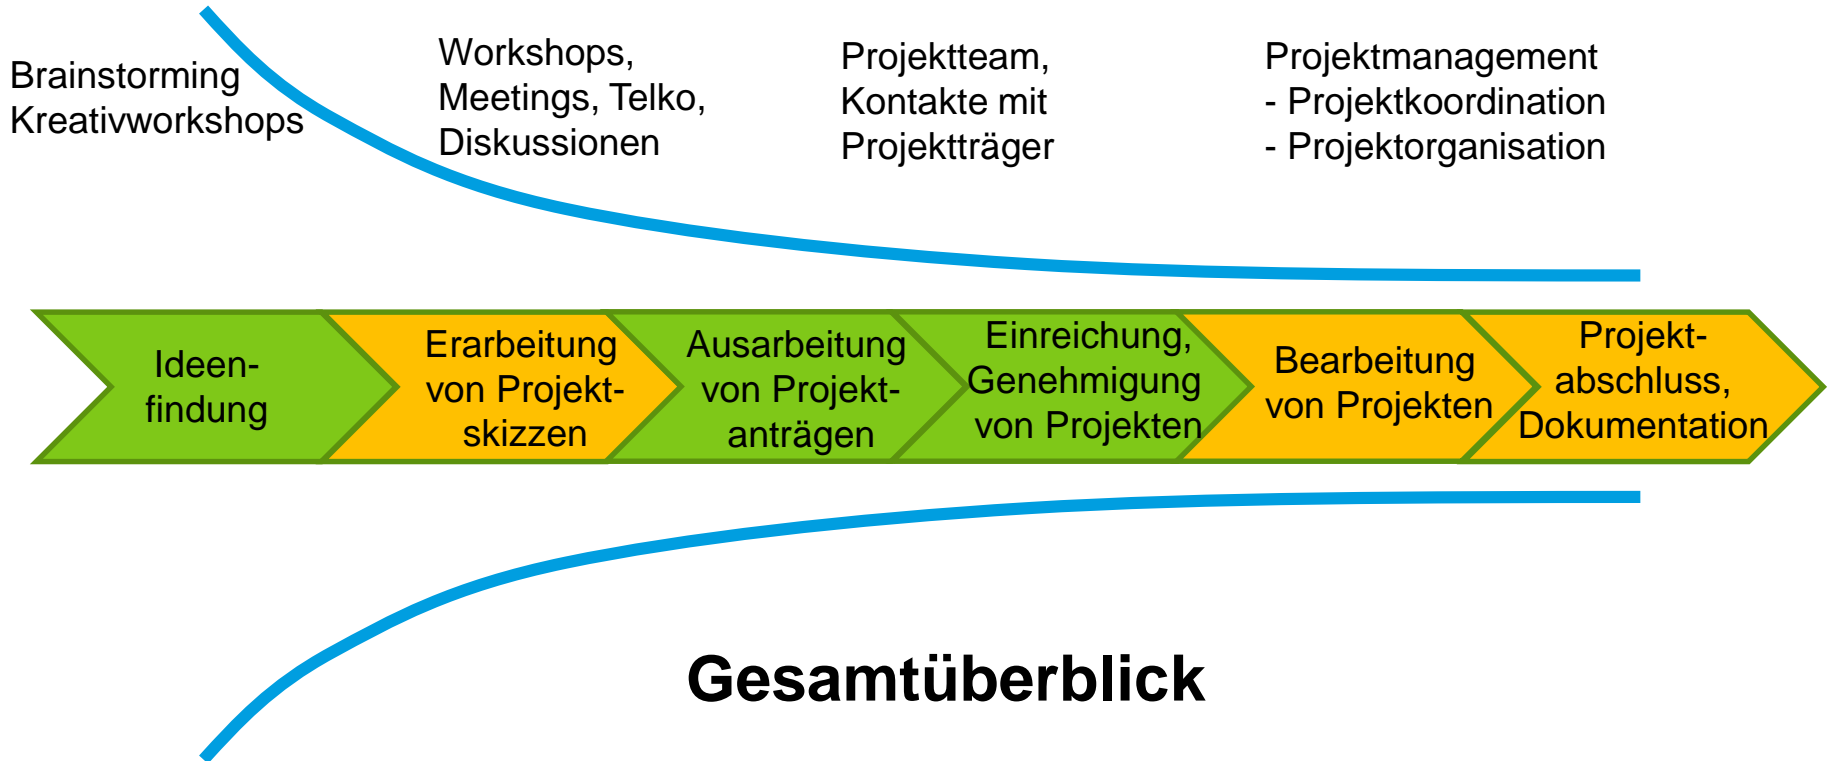 Brainstorming
Kreativworkshops
Workshops,
Meetings, Telko,
Diskussionen
Projektteam,
Kontakte mit
Projektträger
Projektmanagement
- Projektkoordination
- Projektorganisation
Ideen-
findung
Erarbeitung
von Projekt-
skizzen
Ausarbeitung
von Projekt-
anträgen
Einreichung,
Genehmigung
von Projekten
Bearbeitung
von Projekten
Projekt-
abschluss,
Dokumentation
Gesamtüberblick